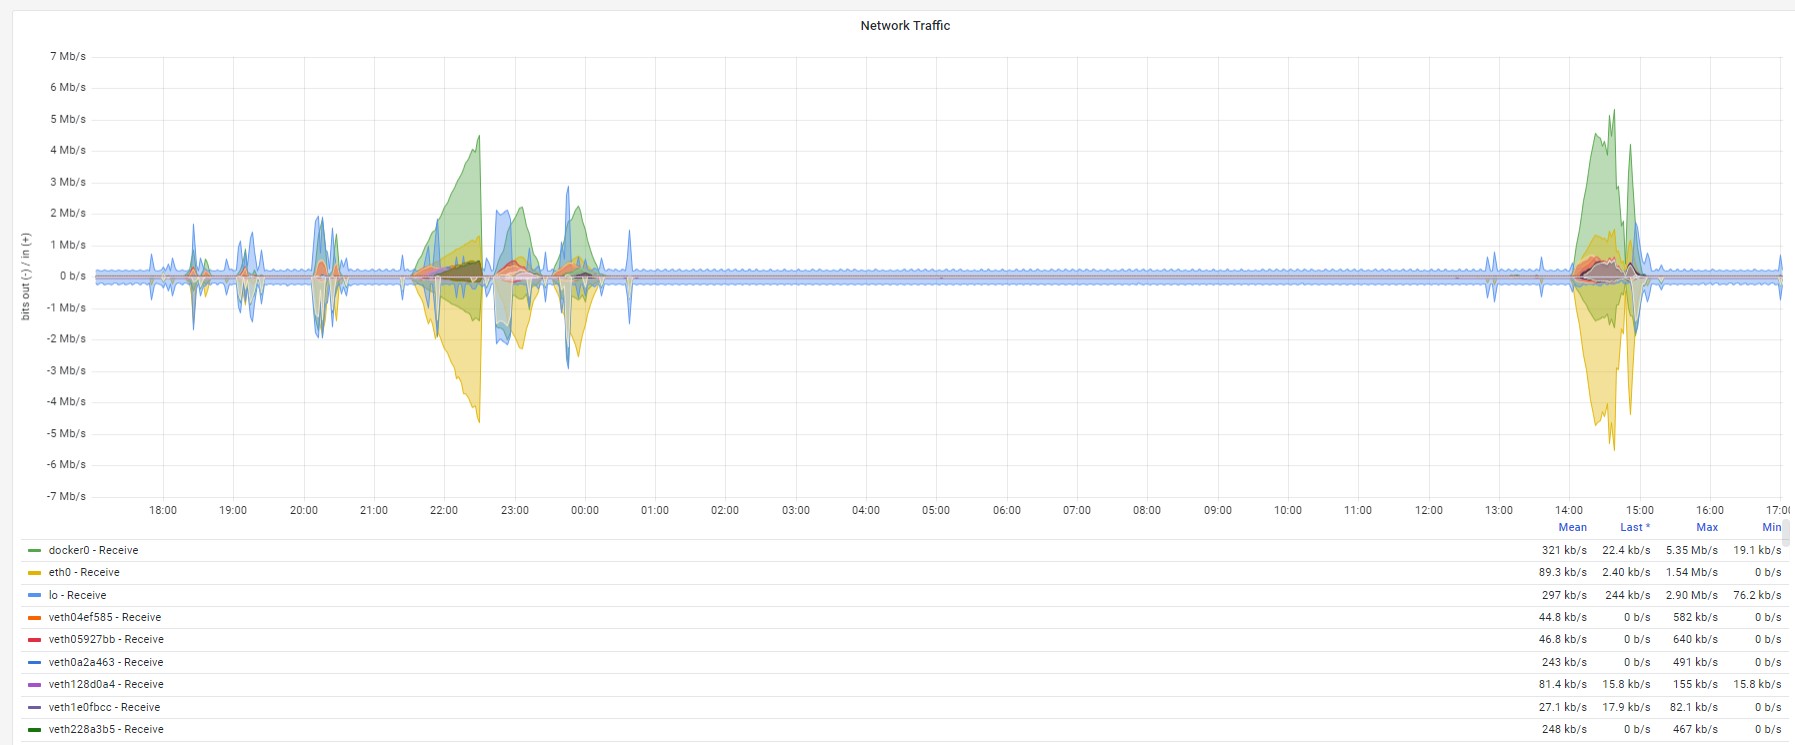 Network Traffic
7 Mb/s
6 Mb/s
5 Mb/s
4 Mb/s
3 Mb/s
2 Mb/s
1 Mb/s
0 b/s
-1 Mb/s
-2 Mb/s
-3 Mb/s
-4 Mb/s
-5 Mb/s
-6 Mb/s
-7 Mb/s
bits out (-) / in (+)
18:00 19:00 20:00 21:00 22:00 23:00 00:00 01:00 02:00 03:00 04:00 05:00 06:00 07:00 08:00 09:00 10:00 11:00 12:00 13:00 14:00 15:00 16:00 17:00
Mean Last * Max Min
docker0 - Receive 321 kb/s 22.4 kb/s 5.35 Mb/s 19.1 kb/s
eth0 - Receive 89.3 kb/s 2.40 kb/s 1.54 Mb/s 0 b/s
lo - Receive 297 kb/s 244 kb/s 2.90 Mb/s 76.2 kb/s
veth04ef585 - Receive 44.8 kb/s 0 b/s 582 kb/s 0 b/s
veth05927bb - Receive 46.8 kb/s 0 b/s 640 kb/s 0 b/s
veth0a2a463 - Receive 243 kb/s 0 b/s 491 kb/s 0 b/s
veth128d0a4 - Receive 81.4 kb/s 15.8 kb/s 155 kb/s 15.8 kb/s
veth1e0fbcc - Receive 27.1 kb/s 17.9 kb/s 82.1 kb/s 0 b/s
veth228a3b5 - Receive 248 kb/s 0 b/s 467 kb/s 0 b/s